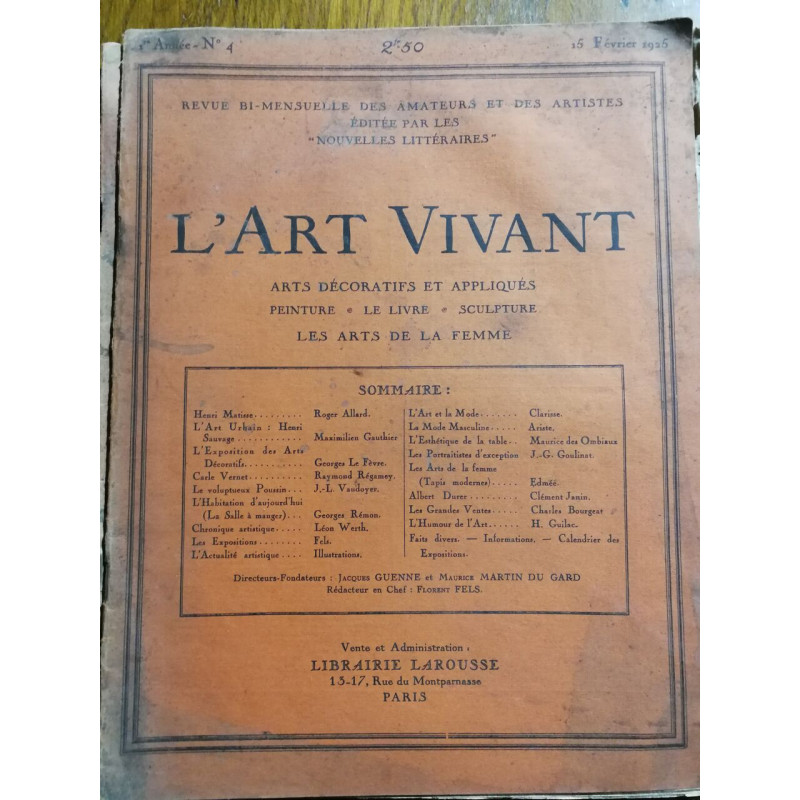 1re Année - N° 4
2fr.50
15 Février 1925
REVUE BI-MENSUELLE DES AMATEURS ET DES ARTISTES
ÉDITÉE PAR LES
"NOUVELLES LITTÉRAIRES"
L'ART VIVANT
ARTS DÉCORATIFS ET APPLIQUÉS
PEINTURE • LE LIVRE • SCULPTURE
LES ARTS DE LA FEMME
SOMMAIRE :
Henri Matisse......... Roger Allard.
L'Art Urbain : Henri
Sauvage............ Maximilien Gauthier
L'Exposition des Arts
Décoratifs........... Georges Le Fèvre.
Carle Vernet......... Raymond Régamey.
Le voluptueux Poussin... J.-L. Vaudoyer.
L'Habitation d'aujourd'hui
(La Salle à manger)... Georges Rémon.
Chronique artistique..... Léon Werth.
Les Expositions........ Fels.
L'Actualité artistique..... Illustrations.
L'Art et la Mode....... Clarisse.
La Mode Masculine..... Ariste.
L'Esthétique de la table.. Maurice des Ombiaux
Les Portraitistes d'exception J.-G. Goulinat.
Les Arts de la femme
(Tapis modernes)..... Edmée.
Albert Durer......... Clément Janin.
Les Grandes Ventes..... Charles Bourgeat
L'Humour de l'Art...... H. Guilac.
Faits divers. — Informations. — Calendrier des
Expositions.
Directeurs-Fondateurs : JACQUES GUENNE et MAURICE MARTIN DU GARD
Rédacteur en Chef : FLORENT FELS.
Vente et Administration :
LIBRAIRIE LAROUSSE
13-17, Rue du Montparnasse
PARIS